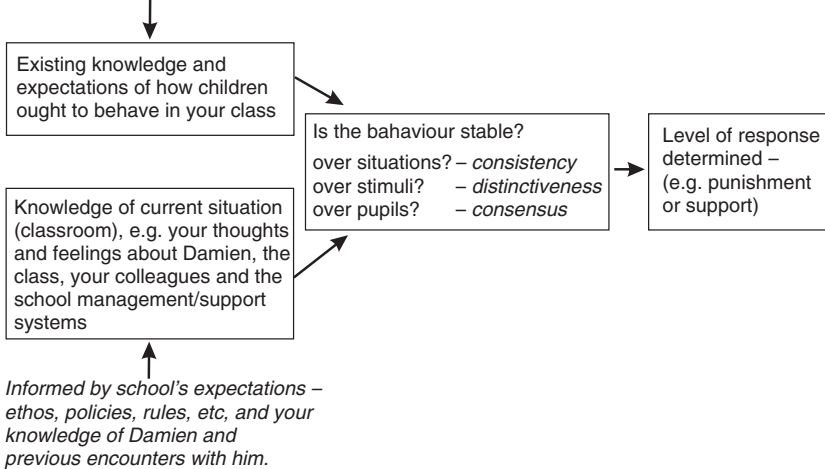 Existing knowledge and
expectations of how children
ought to behave in your class
Knowledge of current situation
(classroom), e.g. your thoughts
and feelings about Damien, the
class, your colleagues and the
school management/support
systems
Informed by school's expectations –
ethos, policies, rules, etc, and your
knowledge of Damien and
previous encounters with him.
Is the bahaviour stable?
over situations? – consistency
over stimuli? – distinctiveness
over pupils? – consensus
Level of response
determined –
(e.g. punishment
or support)